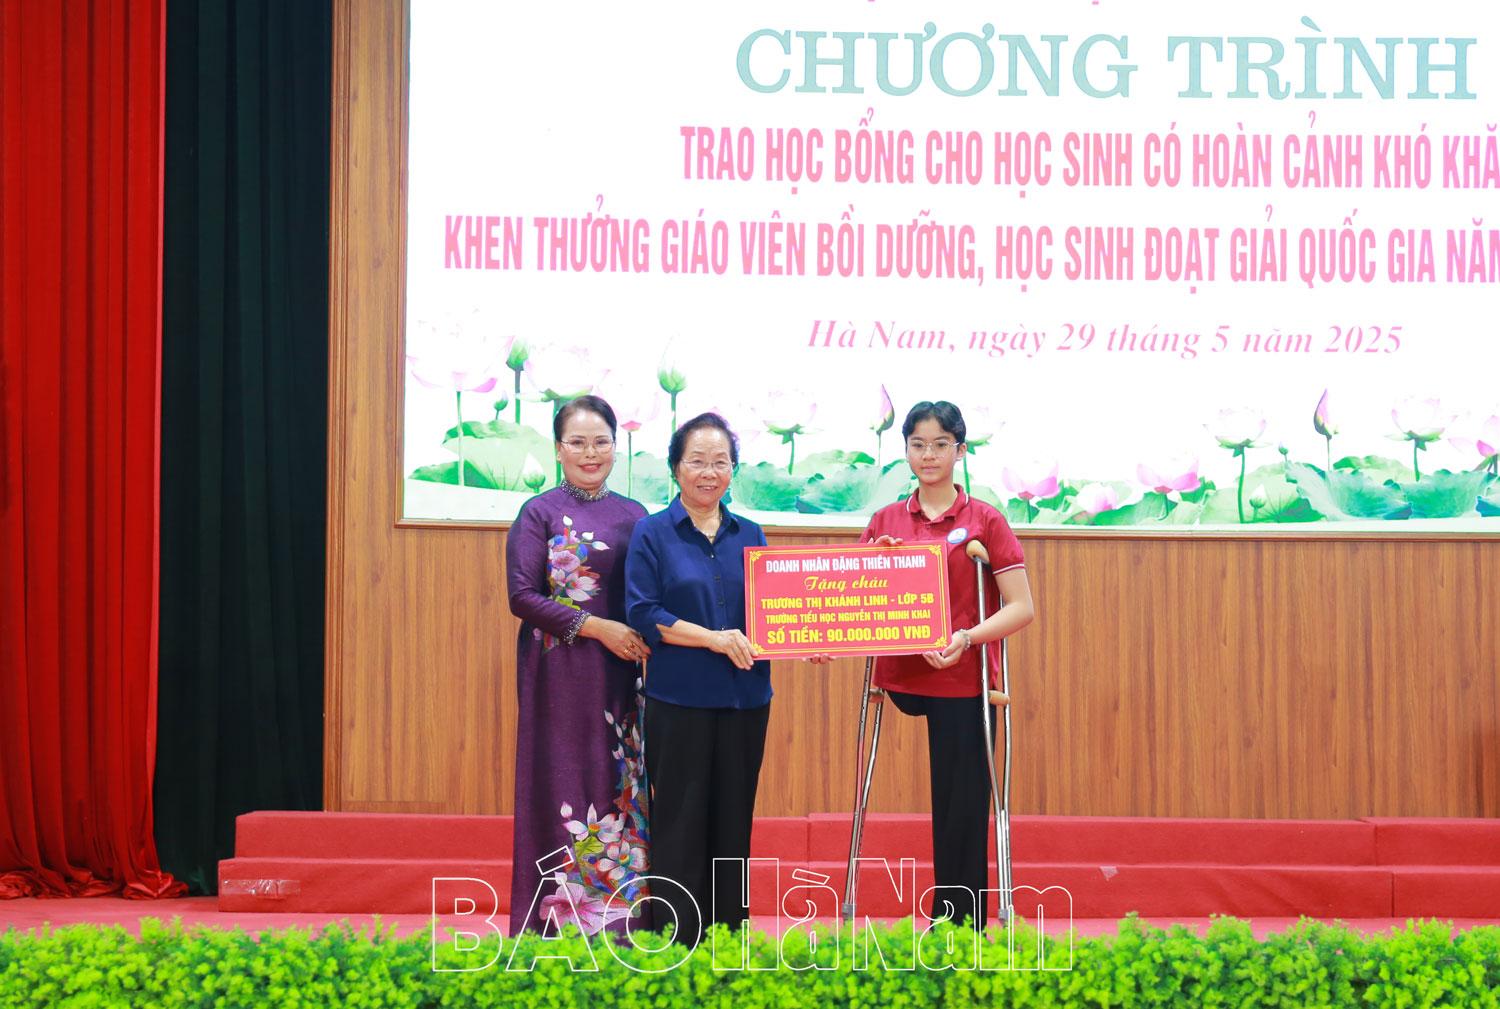 CHƯƠNG TRÌNH
TRAO HỌC BỔNG CHO HỌC SINH CÓ HOÀN CẢNH KHÓ KHĂ
KHEN THƯỞNG GIÁO VIÊN BỒI DƯỠNG, HỌC SINH ĐOẠT GIẢI QUỐC GIA NĂM
Hà Nam, ngày 29 tháng 5 năm 2025
DOANH NHÂN ĐẶNG THIÊN THANH
Tặng cháu
TRƯƠNG THỊ KHÁNH LINH - LỚP 5B
TRƯỜNG TIỂU HỌC NGUYỄN THỊ MINH KHAI
SỐ TIỀN: 90.000.000 VNĐ
BÁO Hà Nam